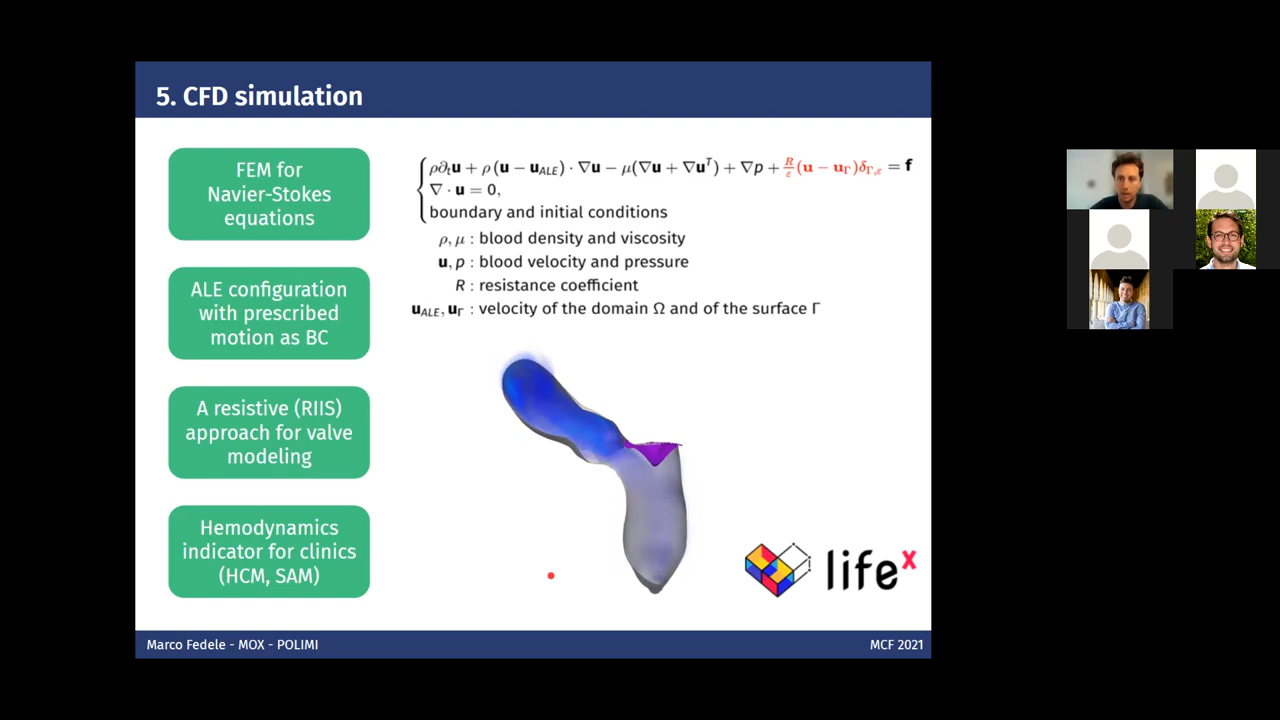 5. CFD simulation
FEM for
Navier-Stokes
equations
ALE configuration
with prescribed
motion as BC
A resistive (RIIS)
approach for valve
modeling
Hemodynamics
indicator for clinics
(HCM, SAM)
ρ∂ₜu + ρ(u − u_ALE) · ∇u − μ(∇u + ∇uᵀ) + ∇p + R/ε (u − u_Γ)δ_Γ,ε = f
∇ · u = 0,
boundary and initial conditions
ρ, μ : blood density and viscosity
u, p : blood velocity and pressure
R : resistance coefficient
u_ALE, u_Γ : velocity of the domain Ω and of the surface Γ
lifeˣ
Marco Fedele - MOX - POLIMI
MCF 2021